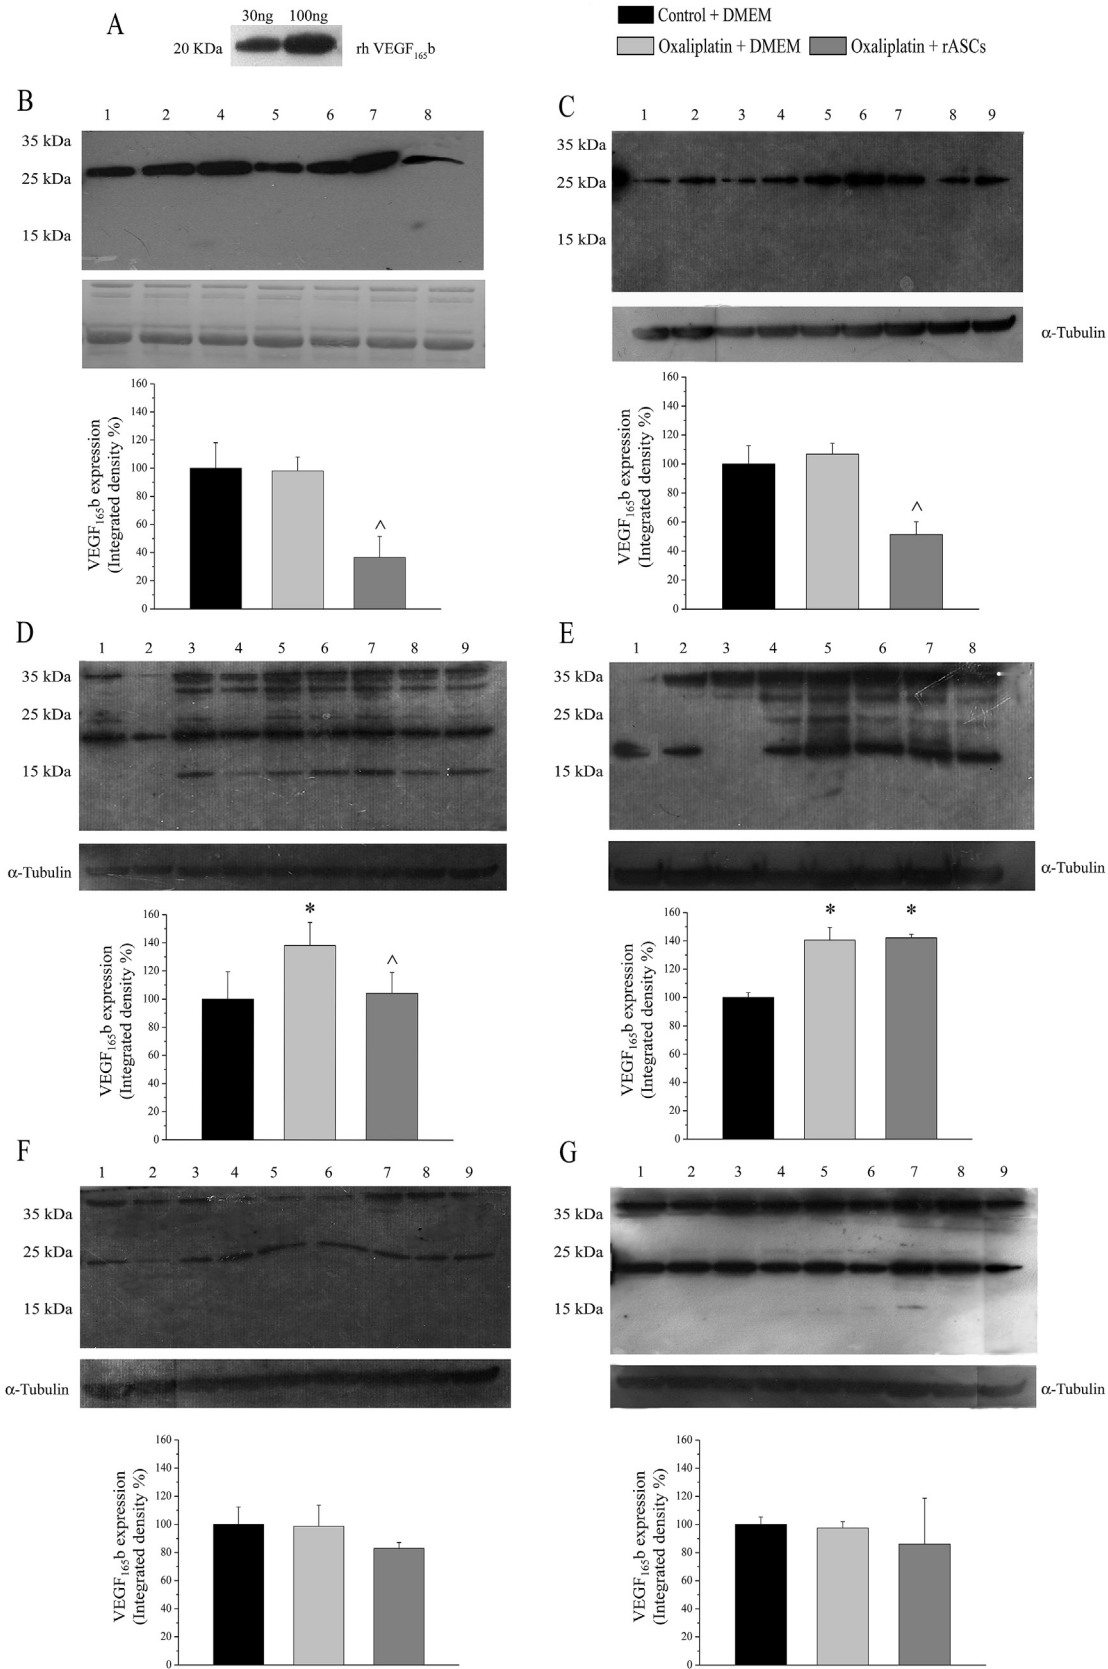 A
30ng 100ng
20 KDa
rh VEGF165b
Control + DMEM
Oxaliplatin + DMEM
Oxaliplatin + rASCs
B
1 2 4 5 6 7 8
35 kDa
25 kDa
15 kDa
160
140
120
100
80
60
40
20
0
VEGF165b expression
(Integrated density %)
^
C
1 2 3 4 5 6 7 8 9
35 kDa
25 kDa
15 kDa
α-Tubulin
160
140
120
100
80
60
40
20
0
VEGF165b expression
(Integrated density %)
^
D
1 2 3 4 5 6 7 8 9
35 kDa
25 kDa
15 kDa
α-Tubulin
160
140
120
100
80
60
40
20
0
VEGF165b expression
(Integrated density %)
*
^
E
1 2 3 4 5 6 7 8
35 kDa
25 kDa
15 kDa
α-Tubulin
160
140
120
100
80
60
40
20
0
VEGF165b expression
(Integrated density %)
* *
F
1 2 3 4 5 6 7 8 9
35 kDa
25 kDa
15 kDa
α-Tubulin
160
140
120
100
80
60
40
20
0
VEGF165b expression
(Integrated density %)
G
1 2 3 4 5 6 7 8 9
35 kDa
25 kDa
15 kDa
α-Tubulin
160
140
120
100
80
60
40
20
0
VEGF165b expression
(Integrated density %)